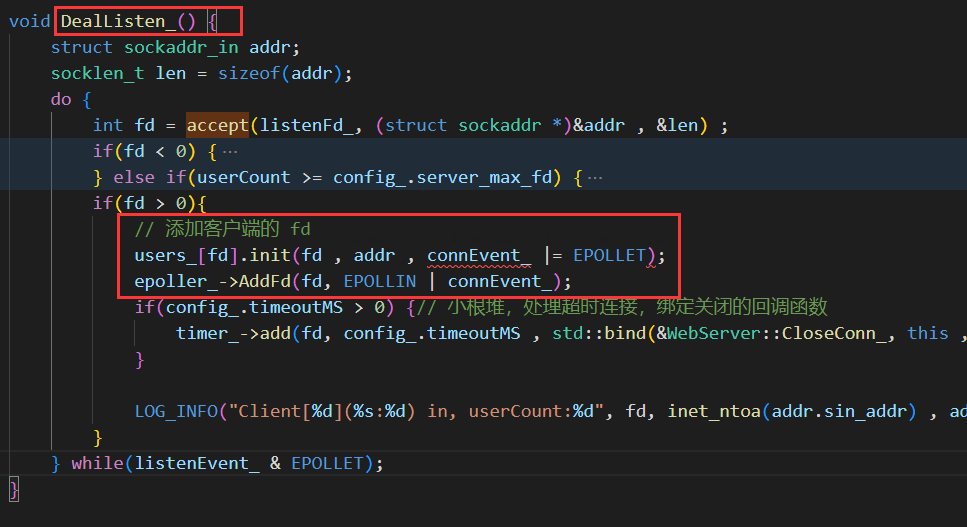 void DealListen_() {
struct sockaddr_in addr;
socklen_t len = sizeof(addr);
do {
int fd = accept(listenFd_, (struct sockaddr *)&addr , &len) ;
if(fd < 0) { ···
} else if(userCount >= config_.server_max_fd) { ···
if(fd > 0){
// 添加客户端的 fd
users_[fd].init(fd , addr , connEvent_ |= EPOLLET);
epoller_->AddFd(fd, EPOLLIN | connEvent_);
if(config_.timeoutMS > 0) {// 小根堆，处理超时连接，绑定关闭的回调函数
timer_->add(fd, config_.timeoutMS , std::bind(&WebServer::CloseConn_, this ,
}
LOG_INFO("Client[%d](%s:%d) in, userCount:%d", fd, inet_ntoa(addr.sin_addr) , ad
}
} while(listenEvent_ & EPOLLET);
}